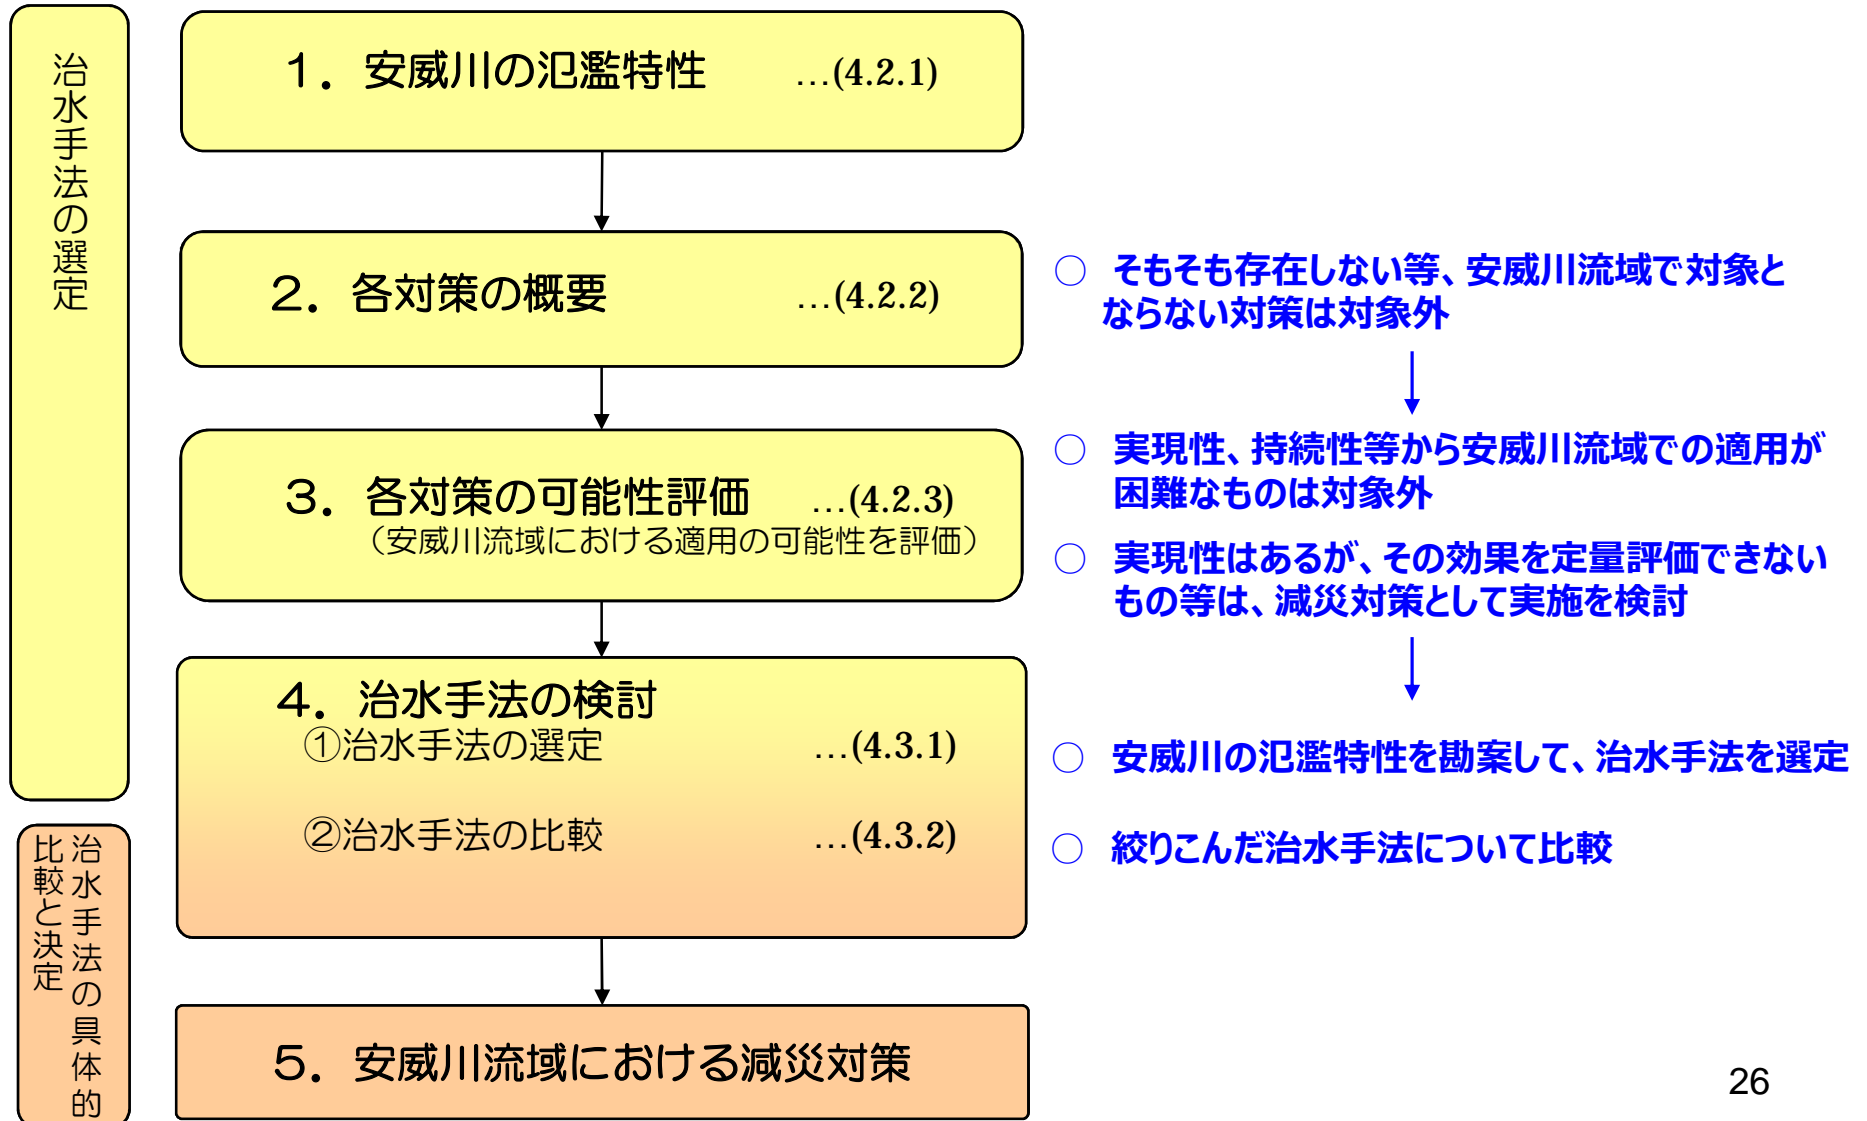 治水手法の選定
１．安威川の氾濫特性 …(4.2.1)
２．各対策の概要 …(4.2.2)
○ そもそも存在しない等、安威川流域で対象と
ならない対策は対象外
３．各対策の可能性評価 …(4.2.3)
（安威川流域における適用の可能性を評価）
○ 実現性、持続性等から安威川流域での適用が
困難なものは対象外
○ 実現性はあるが、その効果を定量評価できない
もの等は、減災対策として実施を検討
４．治水手法の検討
①治水手法の選定 …(4.3.1)
○ 安威川の氾濫特性を勘案して、治水手法を選定
②治水手法の比較 …(4.3.2)
○ 絞りこんだ治水手法について比較
治水手法の具体的
比較と決定
５．安威川流域における減災対策
26